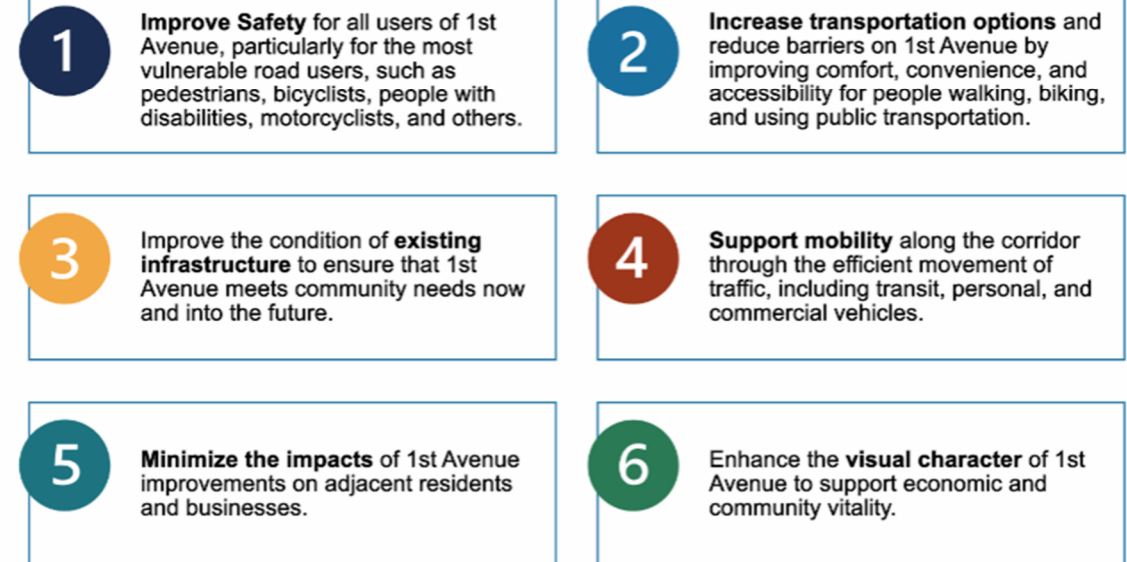 1
Improve Safety for all users of 1st
Avenue, particularly for the most
vulnerable road users, such as
pedestrians, bicyclists, people with
disabilities, motorcyclists, and others.
2
Increase transportation options and
reduce barriers on 1st Avenue by
improving comfort, convenience, and
accessibility for people walking, biking,
and using public transportation.
3
Improve the condition of existing
infrastructure to ensure that 1st
Avenue meets community needs now
and into the future.
4
Support mobility along the corridor
through the efficient movement of
traffic, including transit, personal, and
commercial vehicles.
5
Minimize the impacts of 1st Avenue
improvements on adjacent residents
and businesses.
6
Enhance the visual character of 1st
Avenue to support economic and
community vitality.